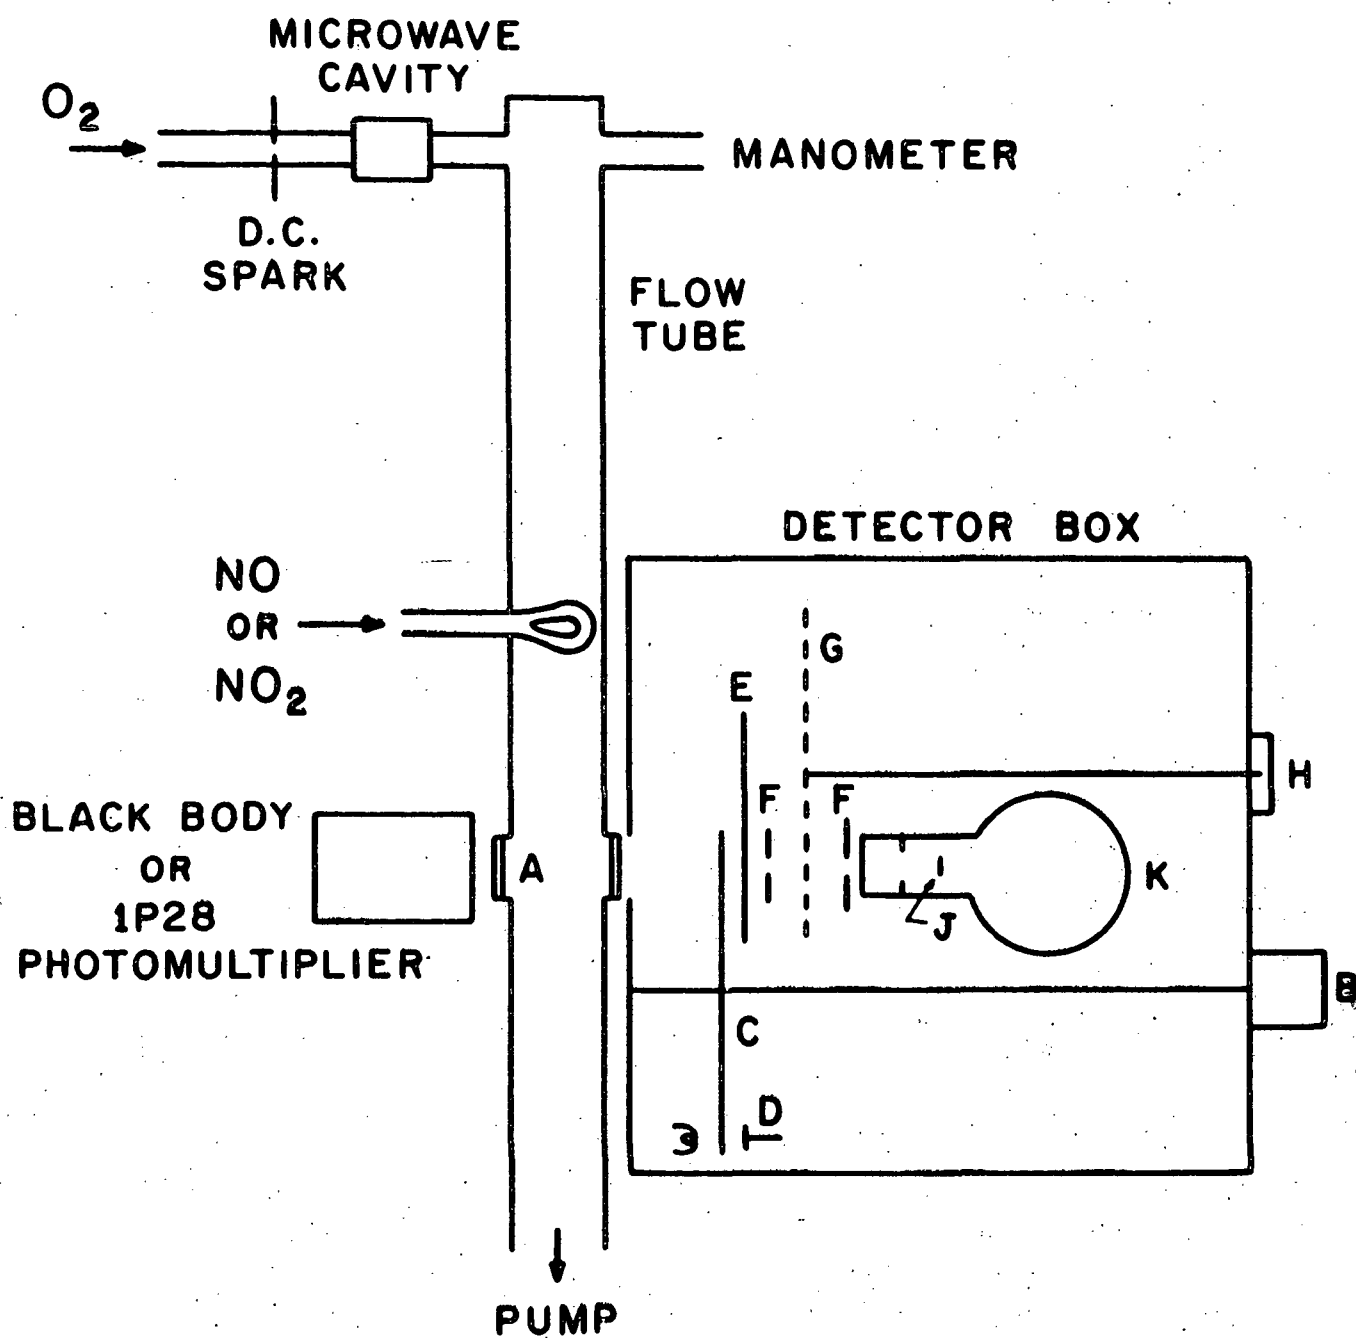 MICROWAVE
CAVITY
O2
MANOMETER
D.C.
SPARK
FLOW
TUBE
DETECTOR BOX
NO
OR
NO2
G
E
H
F F
BLACK BODY
OR
1P28
PHOTOMULTIPLIER
A
K
J
B
C
D
PUMP